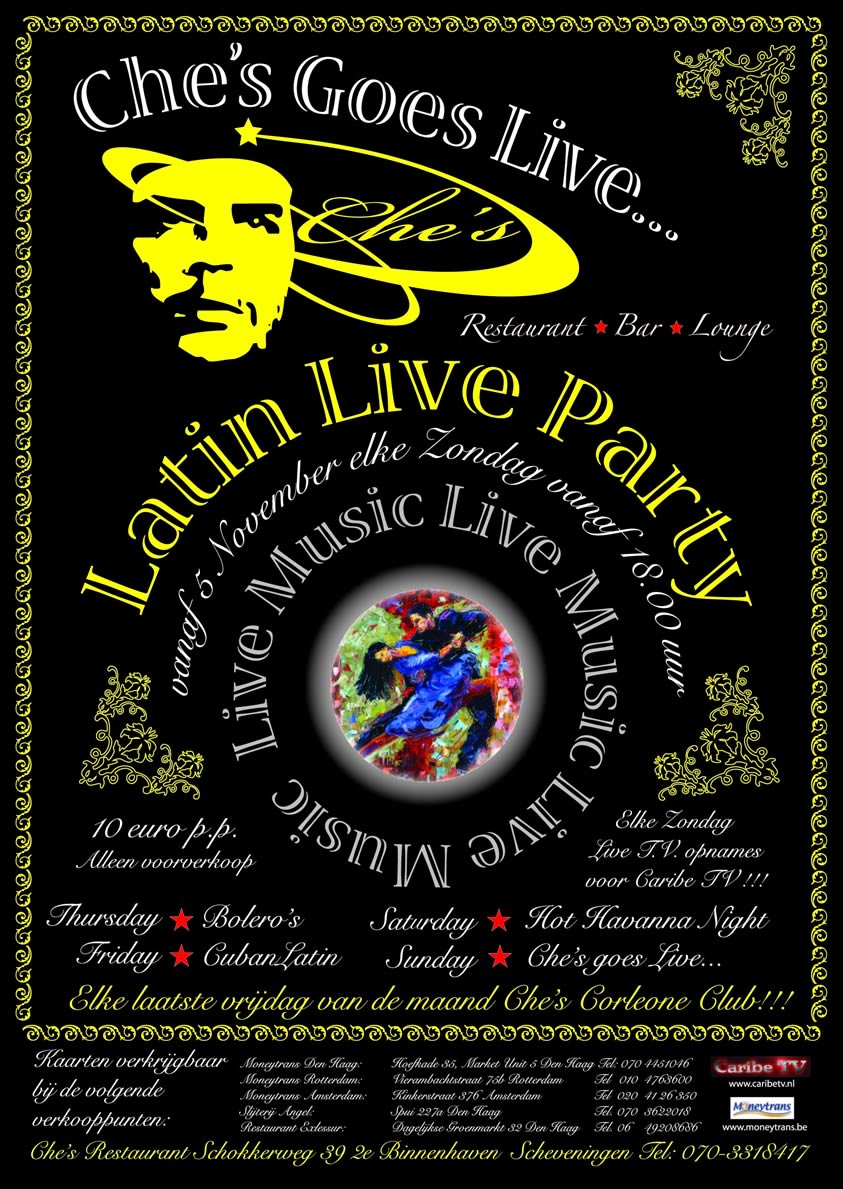 Che's Goes Live...
Che's
Restaurant ★ Bar ★ Lounge
Latin Live Party
vanaf 5 November elke Zondag vanaf 18.00 uur
Live Music Live Music Live Music
10 euro p.p.
Alleen voorverkoop
Elke Zondag
Live T.V. opnames
voor Caribe TV !!!
Thursday ★ Bolero's
Friday ★ CubanLatin
Saturday ★ Hot Havanna Night
Sunday ★ Che's goes Live...
Elke laatste vrijdag van de maand Che's Corleone Club!!!
Kaarten verkrijgbaar
bij de volgende
verkooppunten:
Moneytrans Den Haag: Hoefkade 35, Market Unit 5 Den Haag Tel: 070 4451046
Moneytrans Rotterdam: Vierambachtstraat 75b Rotterdam Tel 010 4763600
Moneytrans Amsterdam: Kinkerstraat 376 Amsterdam Tel 020 41 26 350
Slijterij Angel: Spui 227a Den Haag Tel. 070 3622018
Restaurant Exlessur: Dagelijkse Groenmarkt 32 Den Haag Tel. 06 49208636
Caribe TV
www.caribetv.nl
Moneytrans
www.moneytrans.be
Che's Restaurant Schokkerweg 39 2e Binnenhaven Scheveningen Tel: 070-3318417